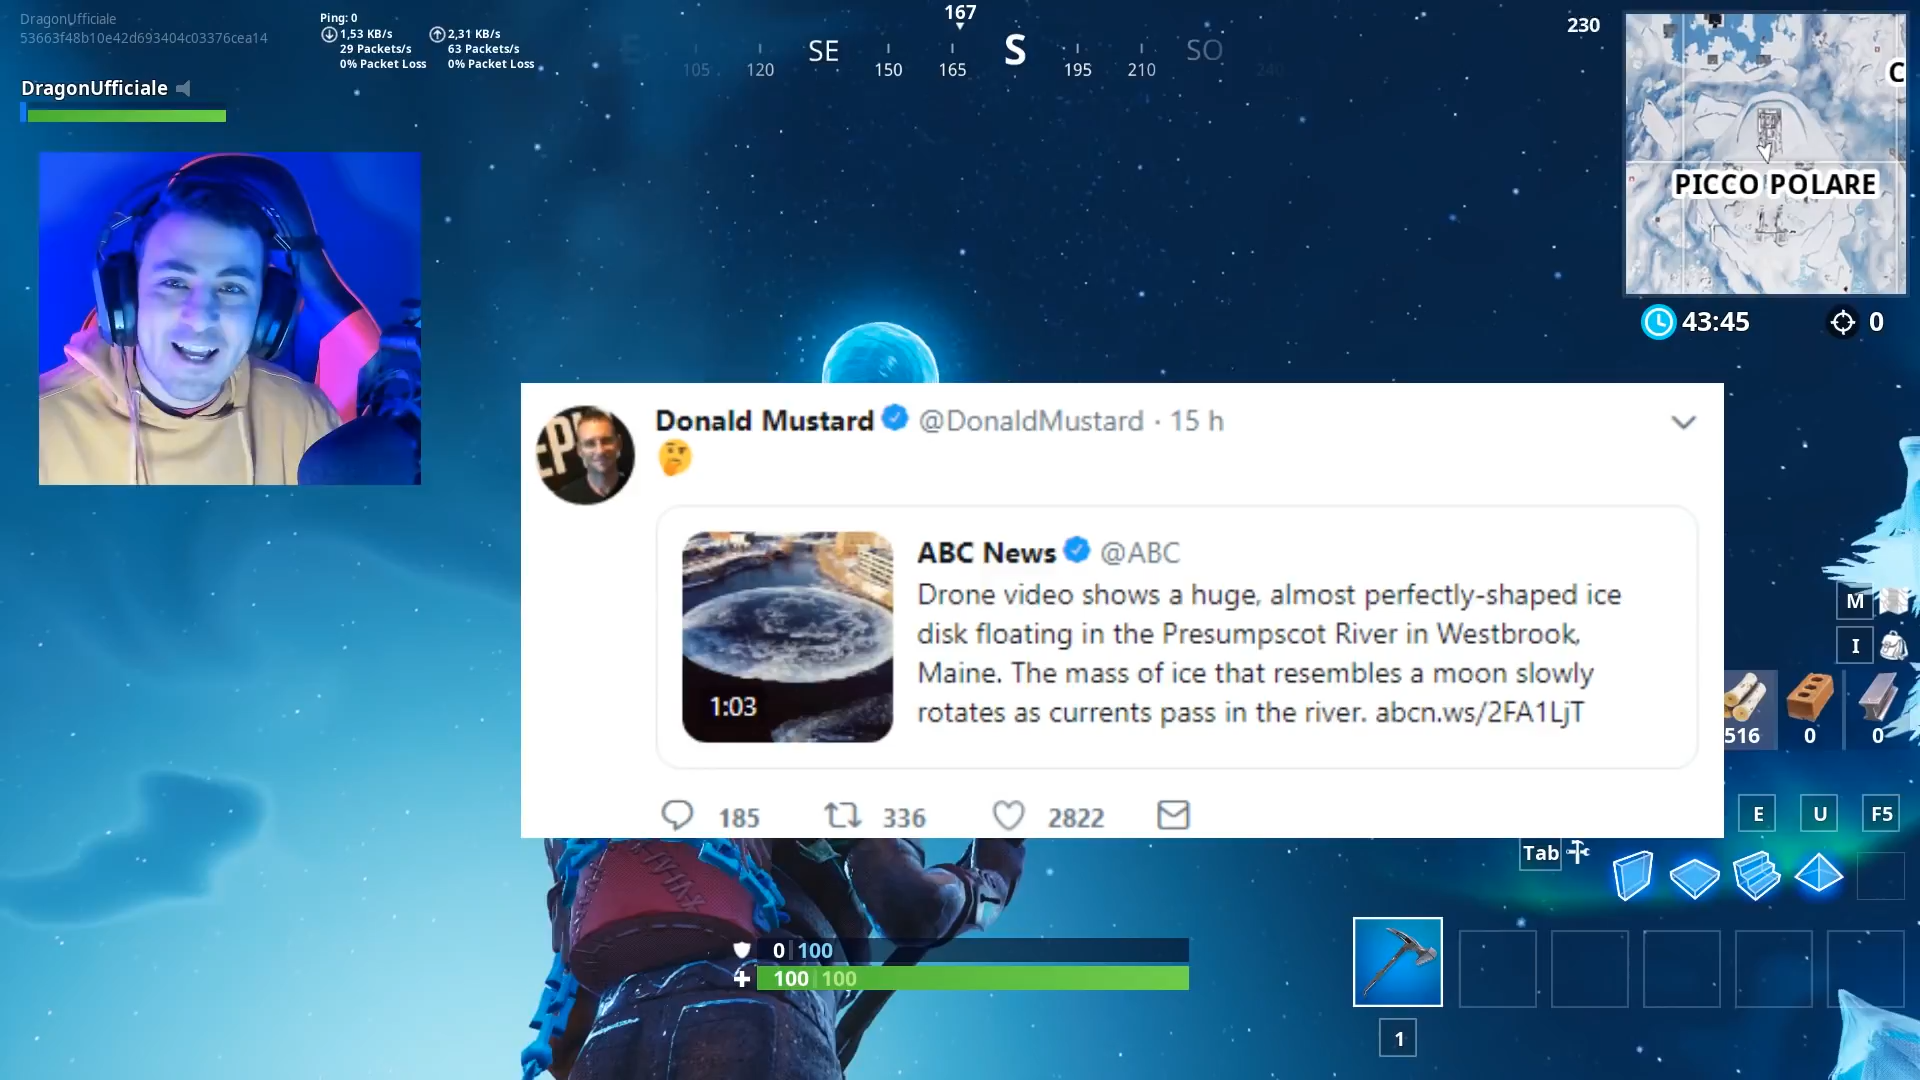 DragonUfficiale
53663f48b10e42d693404c03376cea14
Ping: 0
1,53 KB/s
2,31 KB/s
29 Packets/s
63 Packets/s
0% Packet Loss
0% Packet Loss
DragonUfficiale
167
E
SE
S
SO
105
120
150
165
195
210
240
230
C
PICCO POLARE
43:45
0
Donald Mustard @DonaldMustard · 15 h
ABC News @ABC
Drone video shows a huge, almost perfectly-shaped ice
disk floating in the Presumpscot River in Westbrook,
Maine. The mass of ice that resembles a moon slowly
rotates as currents pass in the river. abcn.ws/2FA1LjT
1:03
185
336
2822
M
I
516
0
0
E
U
F5
Tab
0 | 100
100 | 100
1